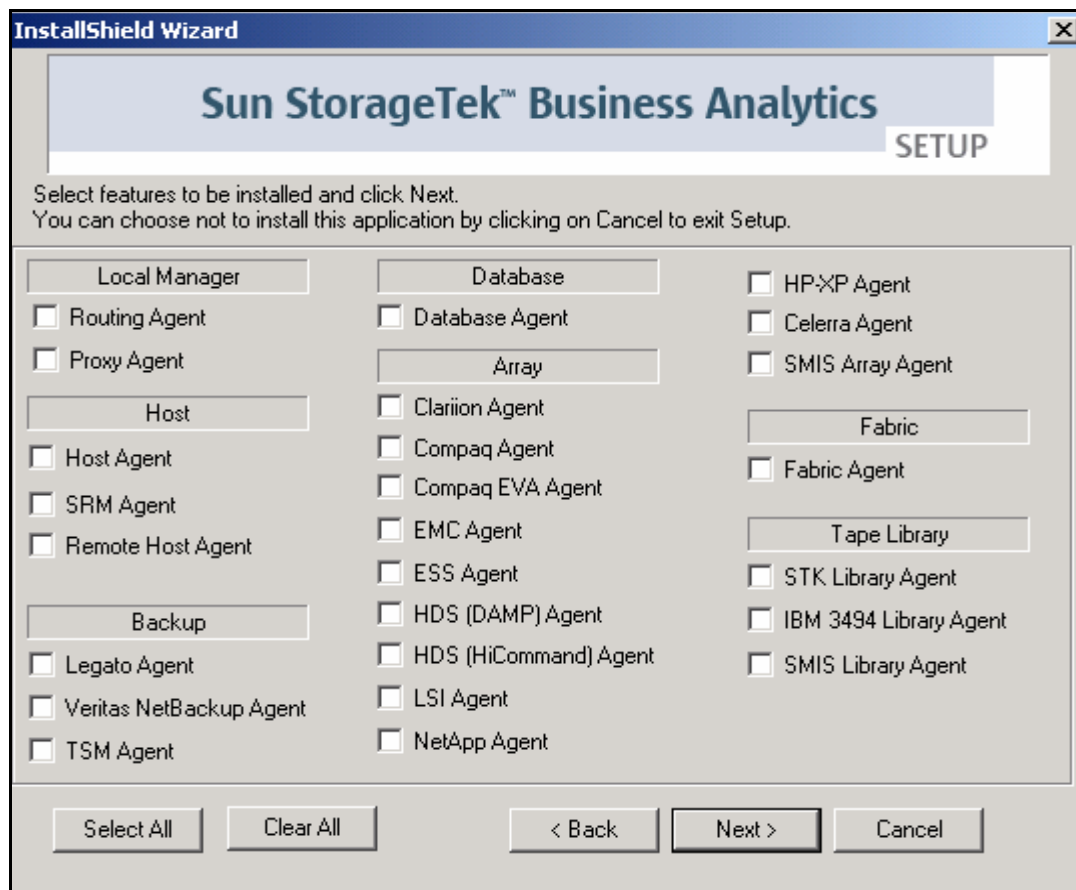 InstallShield Wizard
Sun StorageTek™ Business Analytics
SETUP
Select features to be installed and click Next.
You can choose not to install this application by clicking on Cancel to exit Setup.
Local Manager
Routing Agent
Proxy Agent
Host
Host Agent
SRM Agent
Remote Host Agent
Backup
Legato Agent
Veritas NetBackup Agent
TSM Agent
Database
Database Agent
Array
Clariion Agent
Compaq Agent
Compaq EVA Agent
EMC Agent
ESS Agent
HDS (DAMP) Agent
HDS (HiCommand) Agent
LSI Agent
NetApp Agent
HP-XP Agent
Celerra Agent
SMIS Array Agent
Fabric
Fabric Agent
Tape Library
STK Library Agent
IBM 3494 Library Agent
SMIS Library Agent
Select All
Clear All
< Back
Next >
Cancel